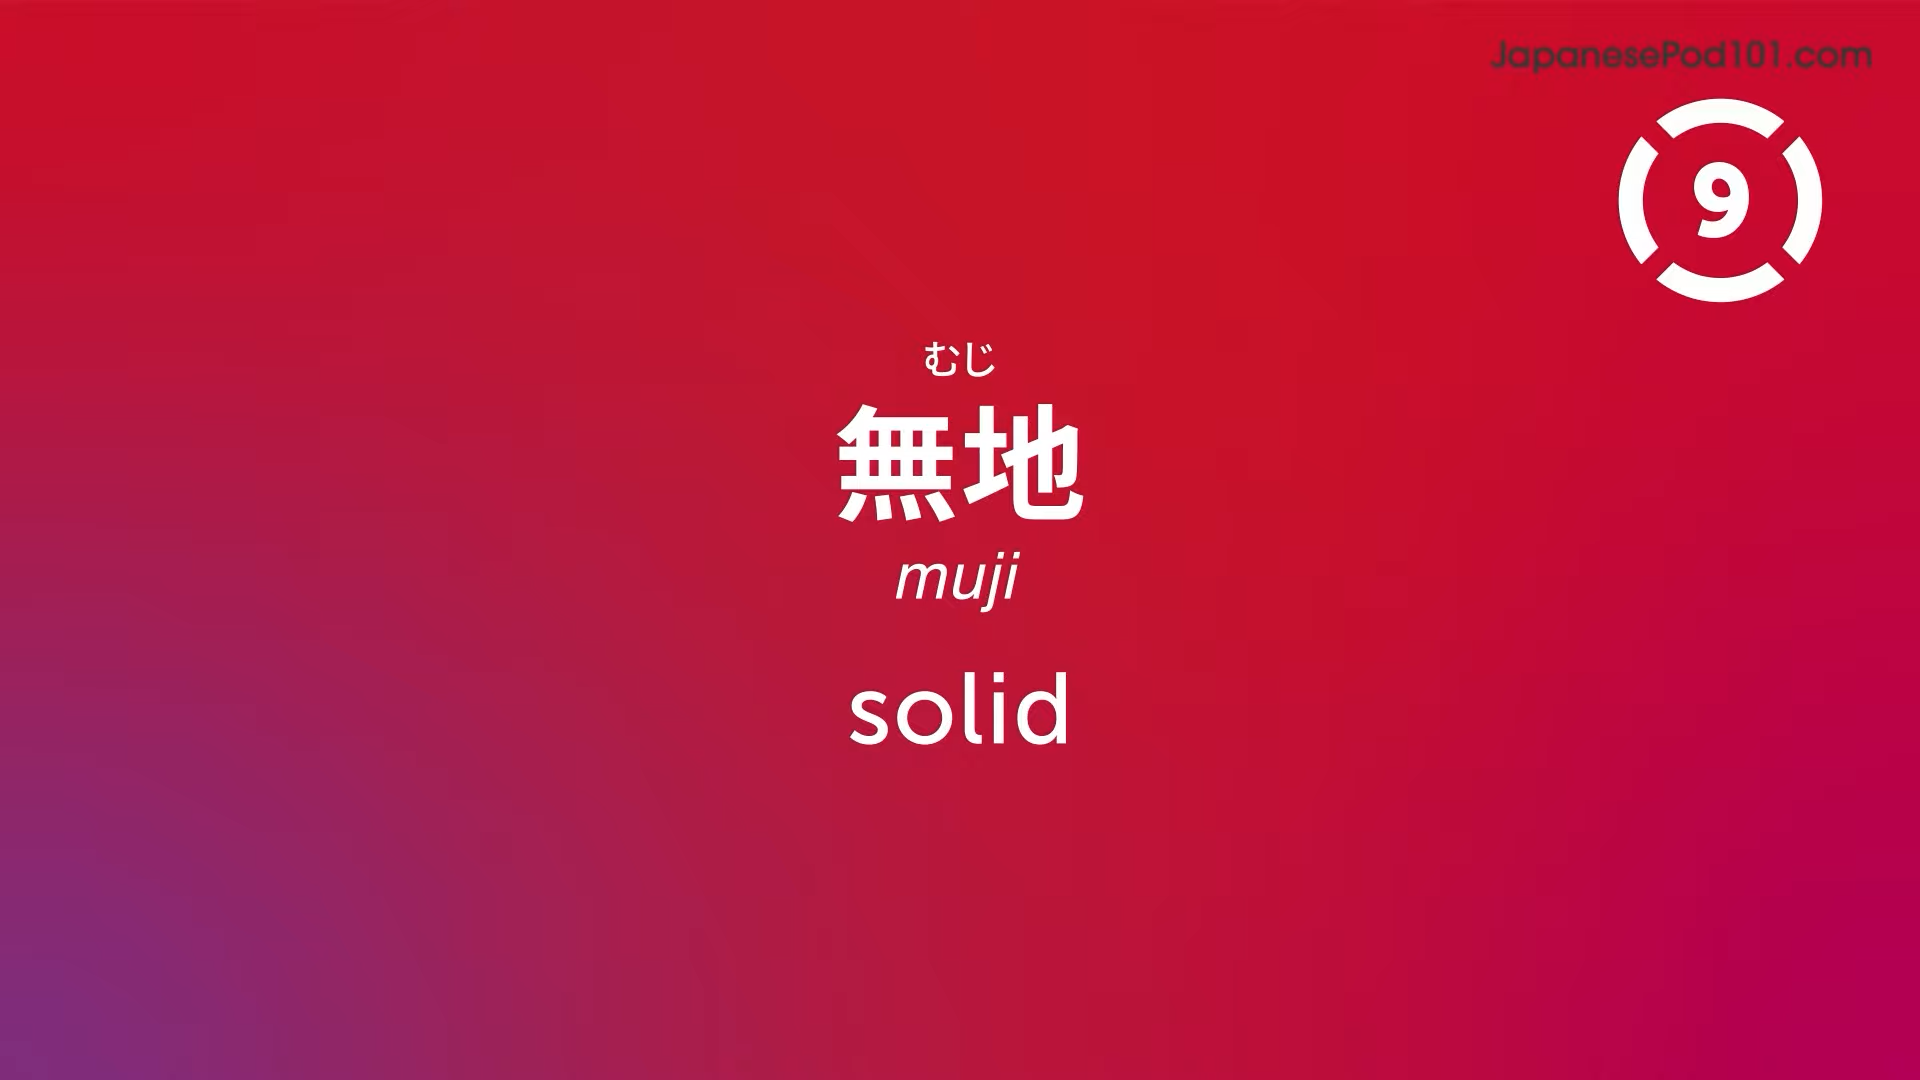 JapanesePod101.com
9
むじ
無地
muji
solid